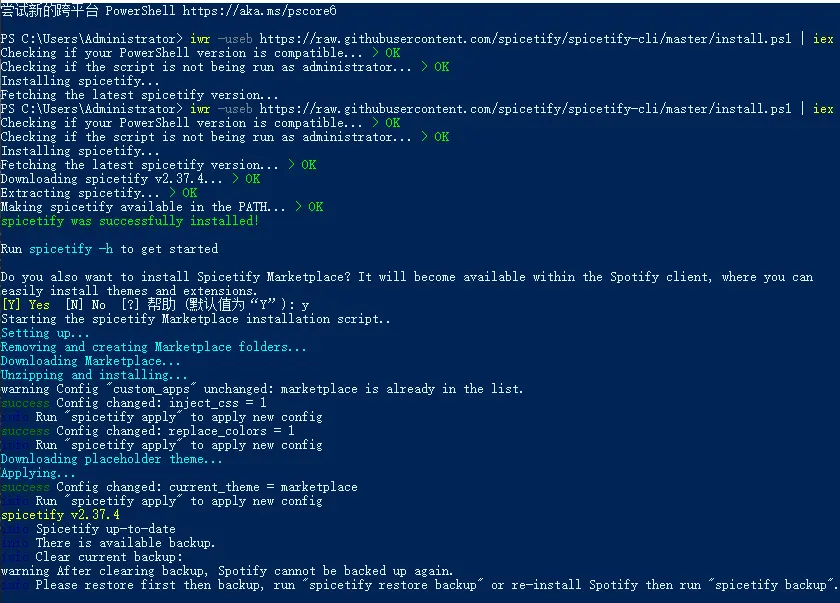 尝试新的跨平台 PowerShell https://aka.ms/pscore6
PS C:\Users\Administrator> iwr -useb https://raw.githubusercontent.com/spicetify/spicetify-cli/master/install.ps1 | iex
Checking if your PowerShell version is compatible... > OK
Checking if the script is not being run as administrator... > OK
Installing spicetify...
Fetching the latest spicetify version...
PS C:\Users\Administrator> iwr -useb https://raw.githubusercontent.com/spicetify/spicetify-cli/master/install.ps1 | iex
Checking if your PowerShell version is compatible... > OK
Checking if the script is not being run as administrator... > OK
Installing spicetify...
Fetching the latest spicetify version... > OK
Downloading spicetify v2.37.4... > OK
Extracting spicetify... > OK
Making spicetify available in the PATH... > OK
spicetify was successfully installed!
Run spicetify -h to get started
Do you also want to install Spicetify Marketplace? It will become available within the Spotify client, where you can
easily install themes and extensions.
[Y] Yes  [N] No  [?] 帮助 (默认值为“Y”): y
Starting the spicetify Marketplace installation script..
Setting up...
Removing and creating Marketplace folders...
Downloading Marketplace...
Unzipping and installing...
warning Config "custom_apps" unchanged: marketplace is already in the list.
success Config changed: inject_css = 1
info Run "spicetify apply" to apply new config
success Config changed: replace_colors = 1
info Run "spicetify apply" to apply new config
Downloading placeholder theme...
Applying...
success Config changed: current_theme = marketplace
info Run "spicetify apply" to apply new config
spicetify v2.37.4
info Spicetify up-to-date
info There is available backup.
info Clear current backup:
warning After clearing backup, Spotify cannot be backed up again.
info Please restore first then backup, run "spicetify restore backup" or re-install Spotify then run "spicetify backup".